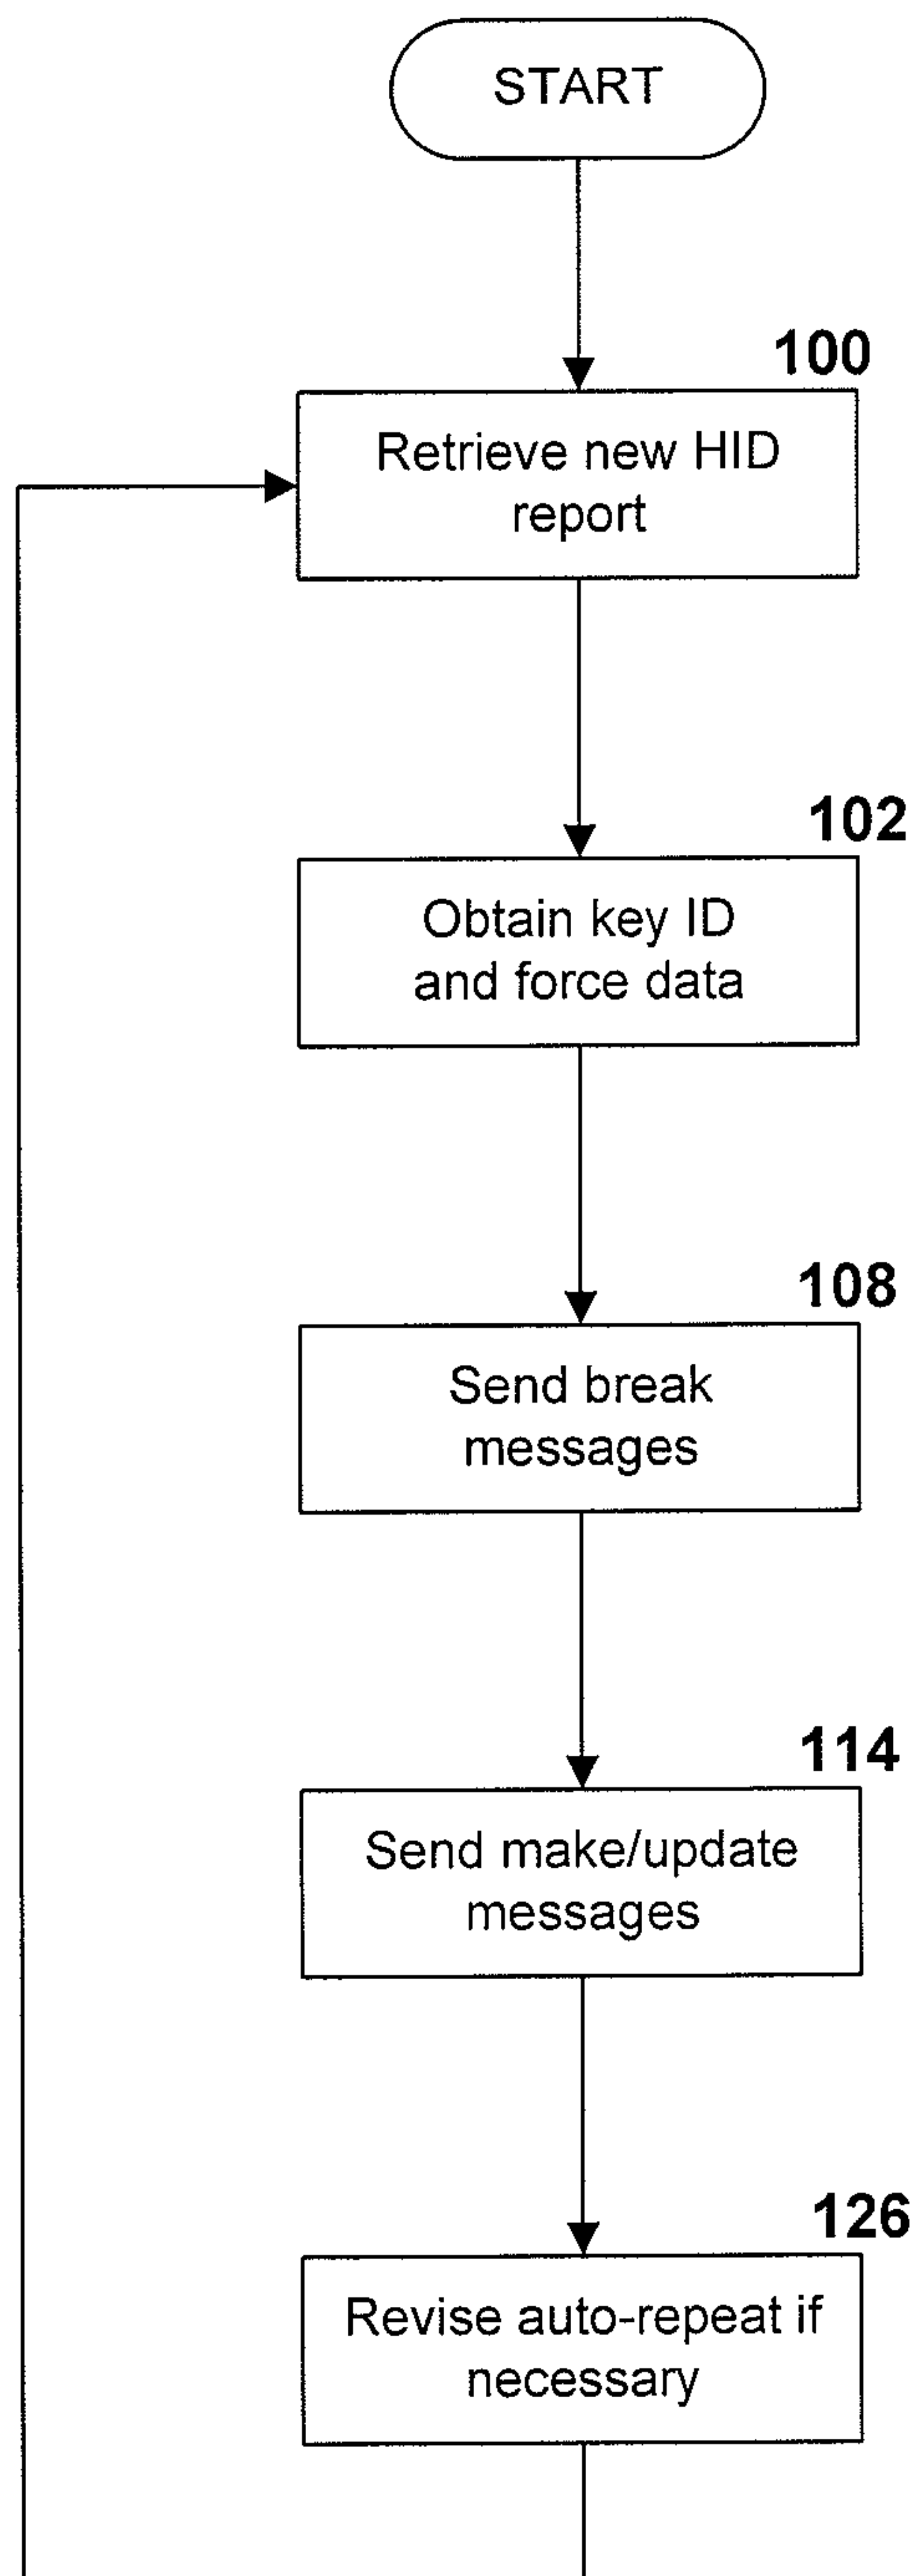 START
100
Retrieve new HID
report
102
Obtain key ID
and force data
108
Send break
messages
114
Send make/update
messages
126
Revise auto-repeat if
necessary